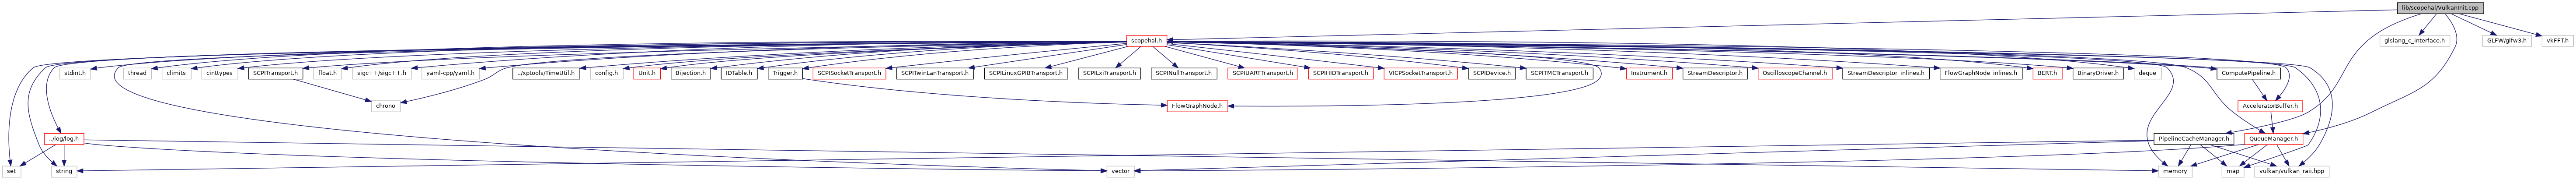 lib/scopehal/VulkanInit.cpp
scopehal.h
glslang_c_interface.h
GLFW/glfw3.h
vkFFT.h
stdint.h
thread
climits
cinttypes
SCPITransport.h
float.h
sigc++/sigc++.h
yaml-cpp/yaml.h
../xptools/TimeUtil.h
config.h
Unit.h
Bijection.h
IDTable.h
Trigger.h
SCPISocketTransport.h
SCPITwinLanTransport.h
SCPILinuxGPIBTransport.h
SCPILxiTransport.h
SCPINullTransport.h
SCPIUARTTransport.h
SCPIHIDTransport.h
VICPSocketTransport.h
SCPIDevice.h
SCPITMCTransport.h
Instrument.h
StreamDescriptor.h
OscilloscopeChannel.h
StreamDescriptor_inlines.h
FlowGraphNode_inlines.h
BERT.h
BinaryDriver.h
deque
ComputePipeline.h
chrono
FlowGraphNode.h
AcceleratorBuffer.h
../log/log.h
PipelineCacheManager.h
QueueManager.h
set
string
vector
memory
map
vulkan/vulkan_raii.hpp